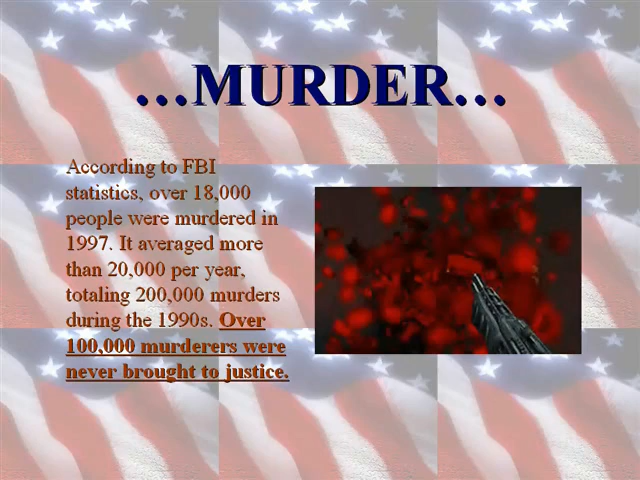 …MURDER…
According to FBI
statistics, over 18,000
people were murdered in
1997. It averaged more
than 20,000 per year,
totaling 200,000 murders
during the 1990s. Over
100,000 murderers were
never brought to justice.